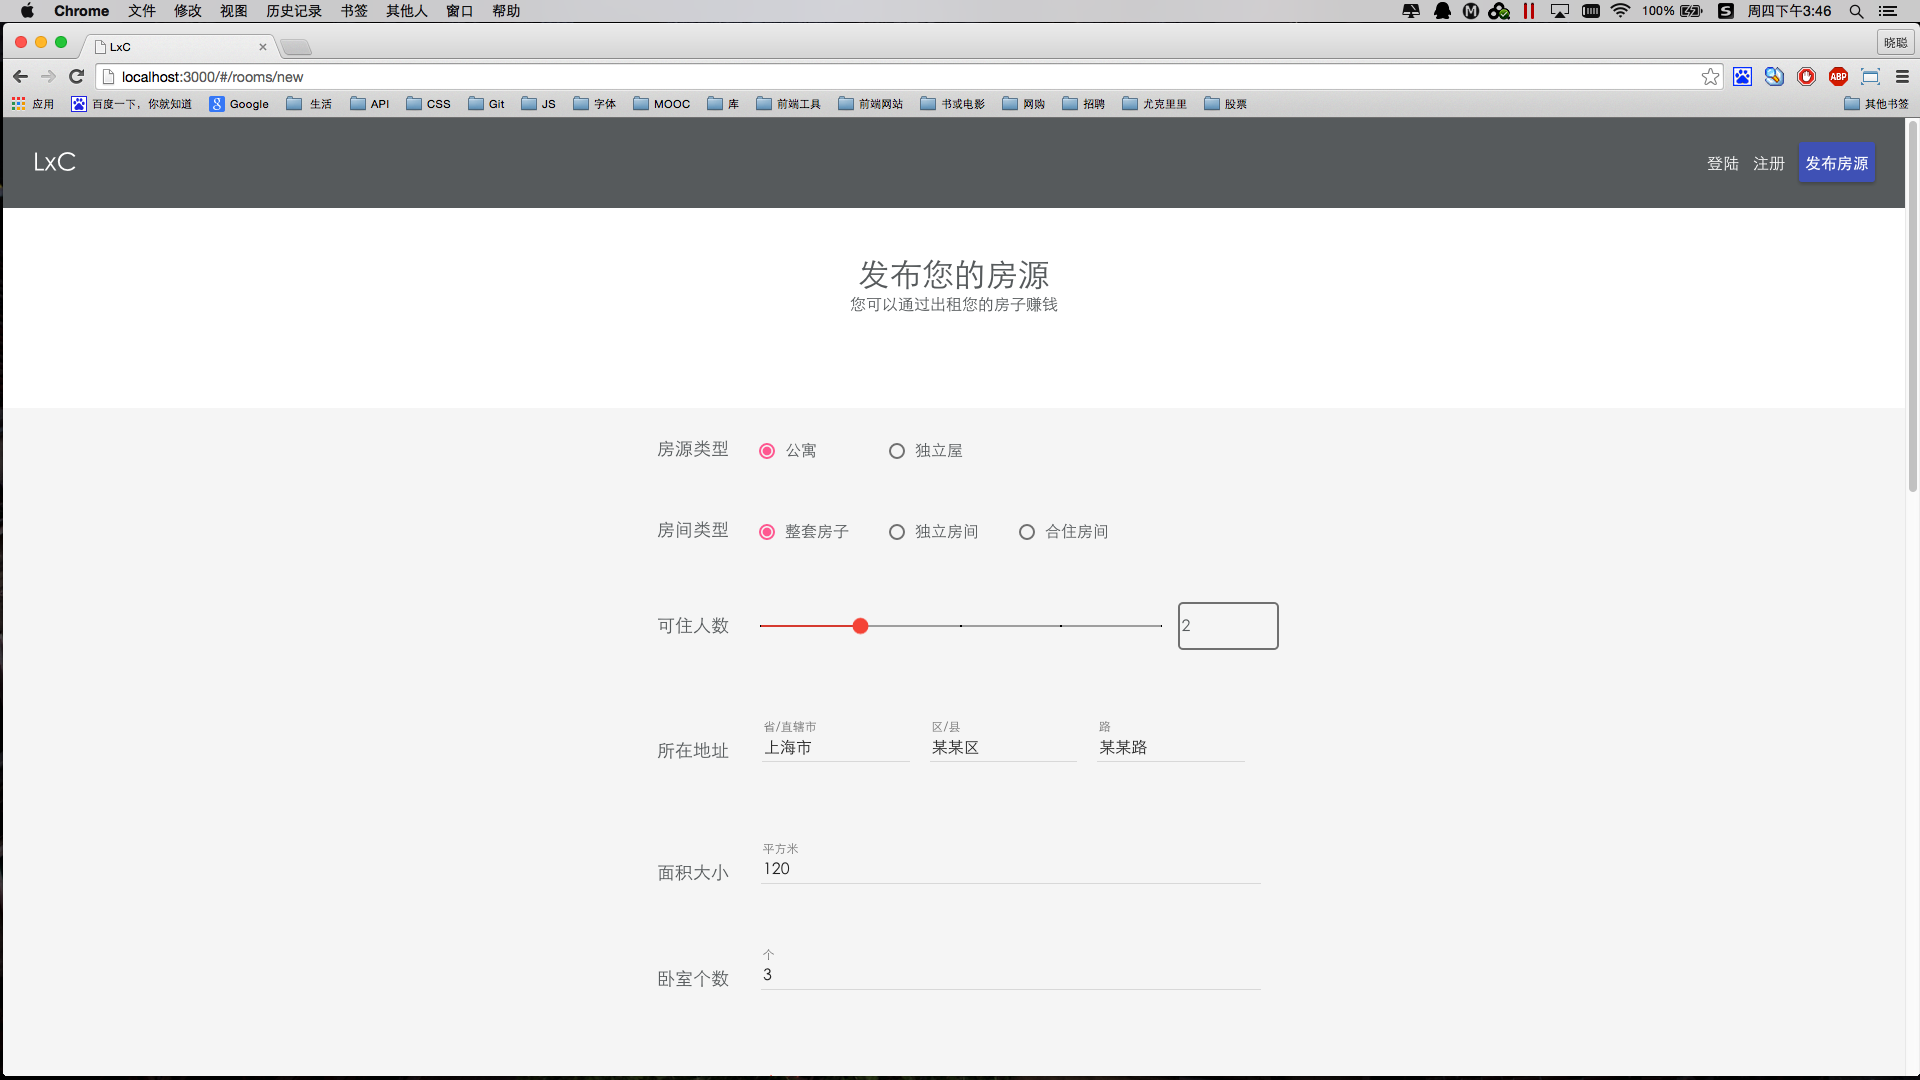 Chrome 文件 修改 视图 历史记录 书签 其他人 窗口 帮助 100% 周四下午3:46
LxC 晓聪
localhost:3000/#/rooms/new ABP
应用 百度一下，你就知道 Google 生活 API CSS Git JS 字体 MOOC 库 前端工具 前端网站 书或电影 网购 招聘 尤克里里 股票 其他书签
LxC 登陆 注册 发布房源
发布您的房源
您可以通过出租您的房子赚钱
房源类型 公寓 独立屋
房间类型 整套房子 独立房间 合住房间
可住人数 2
省/直辖市 区/县 路
所在地址 上海市 某某区 某某路
平方米
面积大小 120
个
卧室个数 3